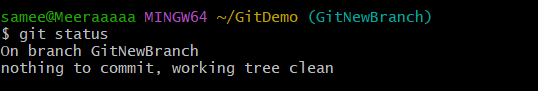 samee@Meeraaaaa MINGW64 ~/GitDemo (GitNewBranch)
$ git status
On branch GitNewBranch
nothing to commit, working tree clean